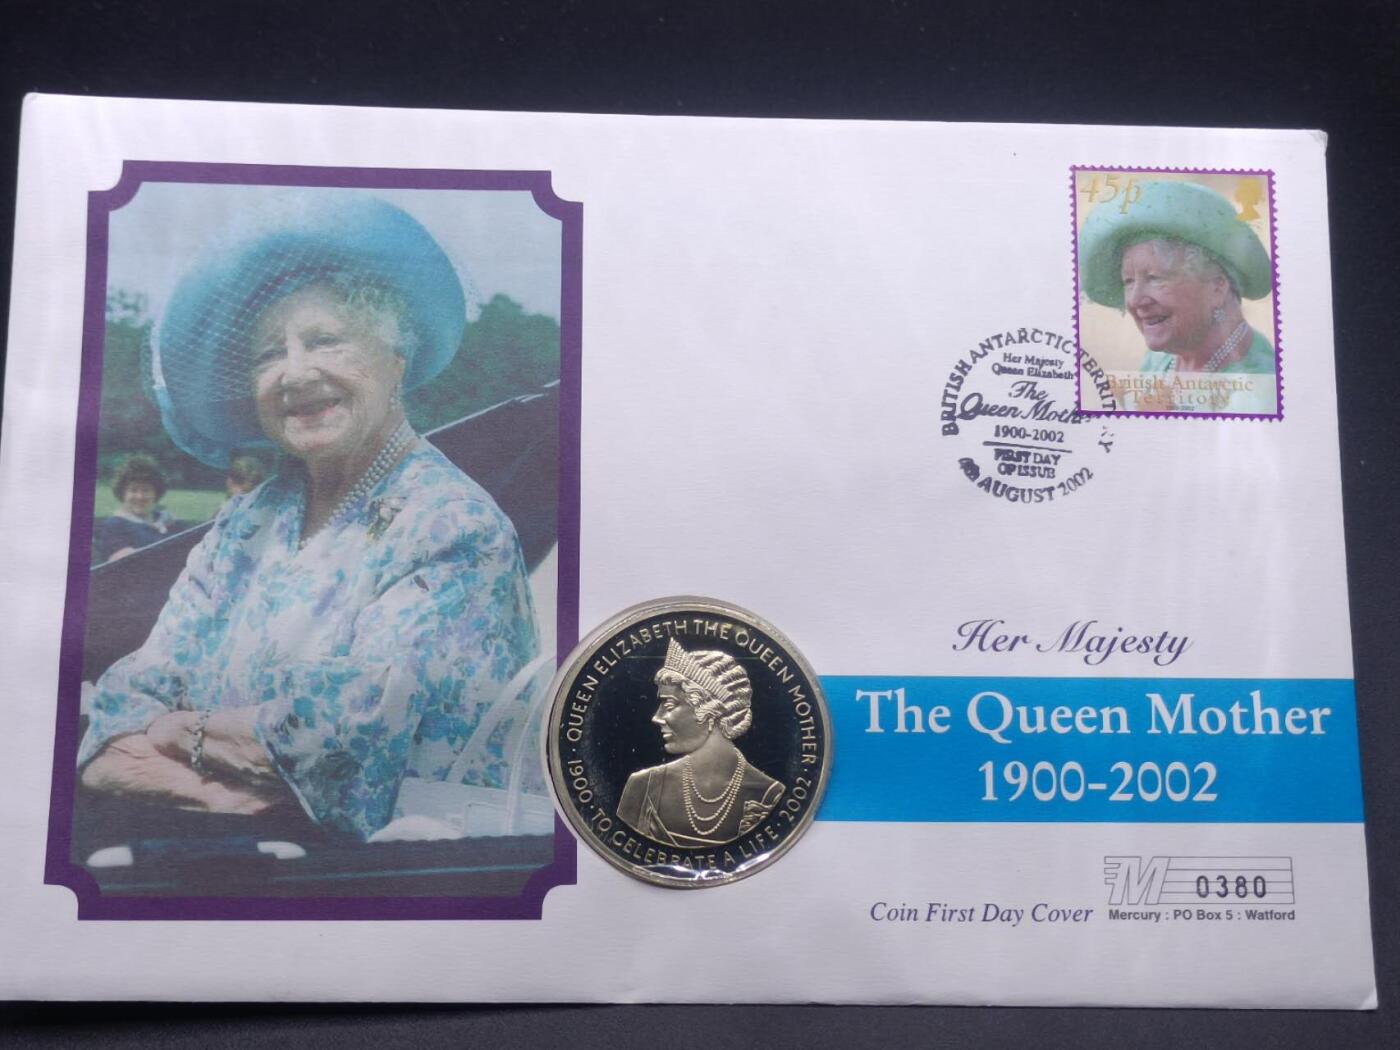 45p
British Antarctic
Territory
1900-2002
BRITISH ANTARCTIC TERRITORY
Her Majesty
Queen Elizabeth
The
Queen Mother
1900-2002
FIRST DAY
OF ISSUE
AUGUST 2002
QUEEN ELIZABETH THE QUEEN MOTHER
1900 · TO CELEBRATE A LIFE · 2002
Her Majesty
The Queen Mother
1900-2002
Coin First Day Cover
M 0380
Mercury : PO Box 5 : Watford